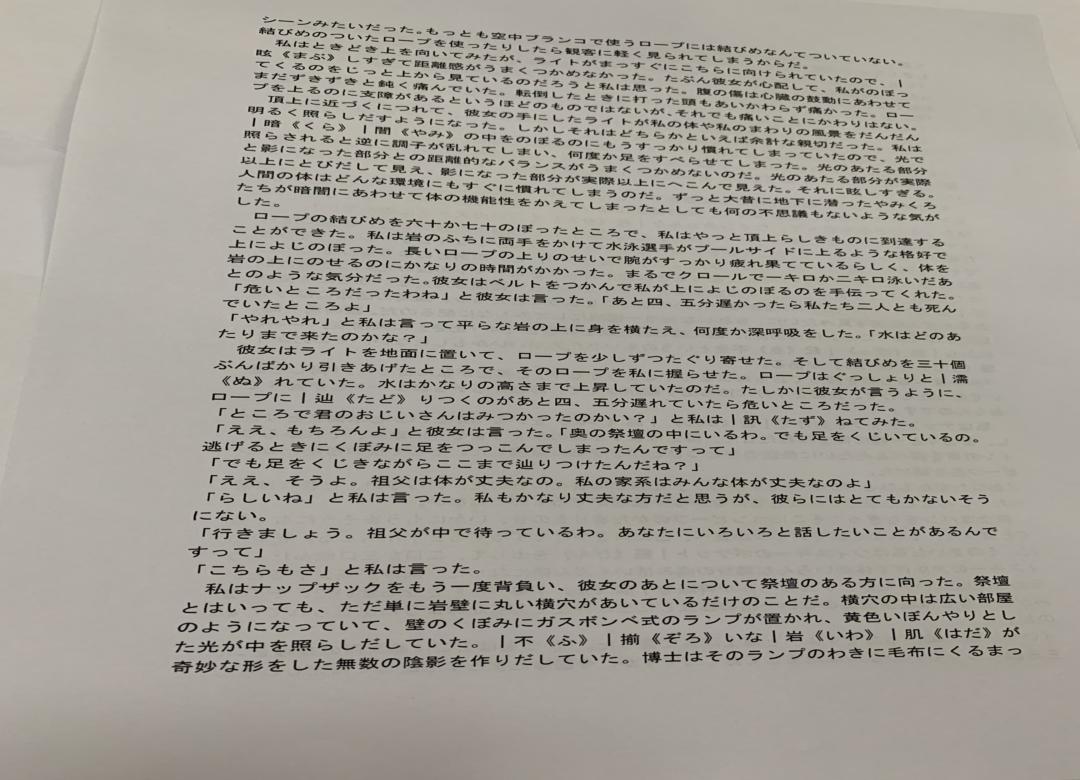 シーンみたいだった。もっとも空中ブランコで使うロープには結びめなんてついていない。
結びめのついたロープを使ったりしたら観客に軽く見られてしまうからだ。
　私はときどき上を向いてみたが、ライトがまっすぐにこちらに向けられていたので、|
眩《まぶ》しすぎて距離感がうまくつかめなかった。たぶん彼女が心配して、私がのぼっ
てくるのをじっと上から見ているのだろうと私は思った。腹の傷は心臓の鼓動にあわせて
まだずきずきと鈍く痛んでいた。転倒したときに打った頭もあいかわらず痛かった。ロー
プを上るのに支障があるというほどのものではないが、それでも痛いことにかわりはない。
　頂上に近づくにつれて、彼女の手にしたライトが私の体や私のまわりの風景をだんだん
明るく照らしだすようになった。しかしそれはどちらかといえば余計な親切だった。私は
|暗《くら》|闇《やみ》の中をのぼるのにもうすっかり慣れてしまっていたので、光で
照らされると逆に調子が乱れてしまい、何度か足をすべらせてしまった。光のあたる部分
と影になった部分との距離的なバランスがうまくつかめないのだ。光のあたる部分が実際
以上にとびだして見え、影になった部分が実際以上にへこんで見えた。それに眩しすぎる。
人間の体はどんな環境にもすぐに慣れてしまうのだ。ずっと大昔に地下に潜ったやみくろ
たちが暗闇にあわせて体の機能性をかえてしまったとしても何の不思議もないような気が
した。
　ロープの結びめを六十か七十のぼったところで、私はやっと頂上らしきものに到達する
ことができた。私は岩のふちに両手をかけて水泳選手がプールサイドに上るような格好で
上によじのぼった。長いロープの上りのせいで腕がすっかり疲れ果てているらしく、体を
岩の上にのせるのにかなりの時間がかかった。まるでクロールで一キロか二キロ泳いだあ
とのような気分だった。彼女はベルトをつかんで私が上によじのぼるのを手伝ってくれた。
「危いところだったわね」と彼女は言った。「あと四、五分遅かったら私たち二人とも死ん
でいたところよ」
「やれやれ」と私は言って平らな岩の上に身を横たえ、何度か深呼吸をした。「水はどのあ
たりまで来たのかな？」
　彼女はライトを地面に置いて、ロープを少しずつたぐり寄せた。そして結びめを三十個
ぶんばかり引きあげたところで、そのロープを私に握らせた。ロープはぐっしょりと|濡
《ぬ》れていた。水はかなりの高さまで上昇していたのだ。たしかに彼女が言うように、
ロープに|辿《たど》りつくのがあと四、五分遅れていたら危いところだった。
「ところで君のおじいさんはみつかったのかい？」と私は|訊《たず》ねてみた。
「ええ、もちろんよ」と彼女は言った。「奥の祭壇の中にいるわ。でも足をくじいているの。
逃げるときにくぼみに足をつっこんでしまったんですって」
「でも足をくじきながらここまで辿りつけたんだね？」
「ええ、そうよ。祖父は体が丈夫なの。私の家系はみんな体が丈夫なのよ」
「らしいね」と私は言った。私もかなり丈夫な方だと思うが、彼らにはとてもかないそう
にない。
「行きましょう。祖父が中で待っているわ。あなたにいろいろと話したいことがあるんで
すって」
「こちらもさ」と私は言った。
　私はナップザックをもう一度背負い、彼女のあとについて祭壇のある方に向った。祭壇
とはいっても、ただ単に岩壁に丸い横穴があいているだけのことだ。横穴の中は広い部屋
のようになっていて、壁のくぼみにガスボンベ式のランプが置かれ、黄色いぼんやりとし
た光が中を照らしだしていた。|不《ふ》|揃《ぞろ》いな|岩《いわ》|肌《はだ》が
奇妙な形をした無数の陰影を作りだしていた。博士はそのランプのわきに毛布にくるまっ